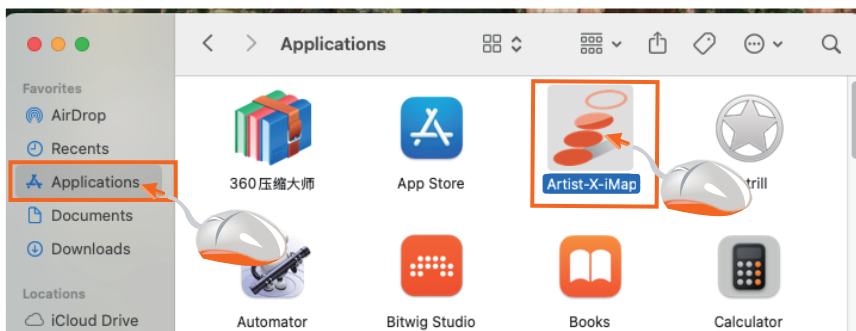 Applications
Favorites
AirDrop
Recents
Applications
Documents
Downloads
Locations
iCloud Drive
360压缩大师
App Store
Artist-X-iMap
trill
Automator
Bitwig Studio
Books
Calculator